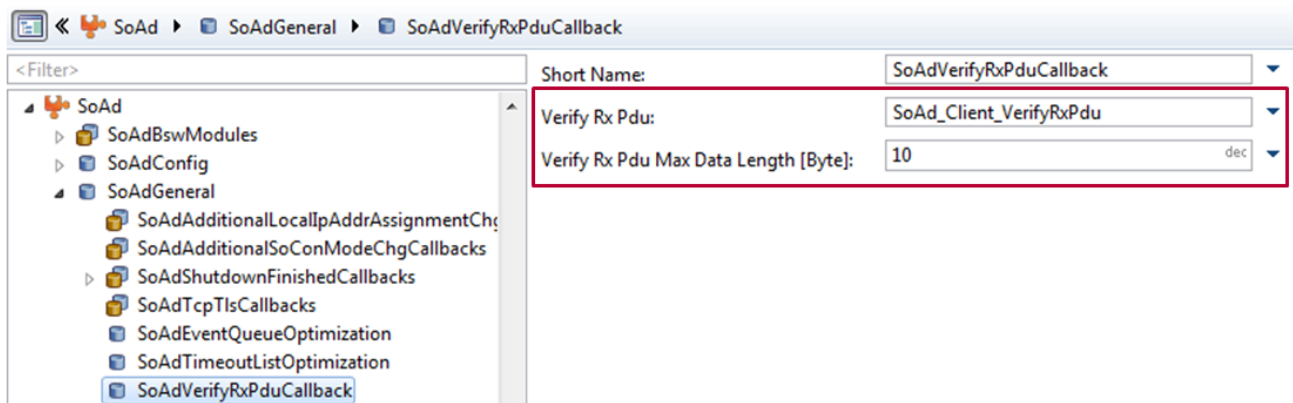 « SoAd SoAdGeneral SoAdVerifyRxPduCallback
<Filter>
SoAd
SoAdBswModules
SoAdConfig
SoAdGeneral
SoAdAdditionalLocalIpAddrAssignmentChg
SoAdAdditionalSoConModeChgCallbacks
SoAdShutdownFinishedCallbacks
SoAdTcpTlsCallbacks
SoAdEventQueueOptimization
SoAdTimeoutListOptimization
SoAdVerifyRxPduCallback
Short Name: SoAdVerifyRxPduCallback
Verify Rx Pdu: SoAd_Client_VerifyRxPdu
Verify Rx Pdu Max Data Length [Byte]: 10 dec